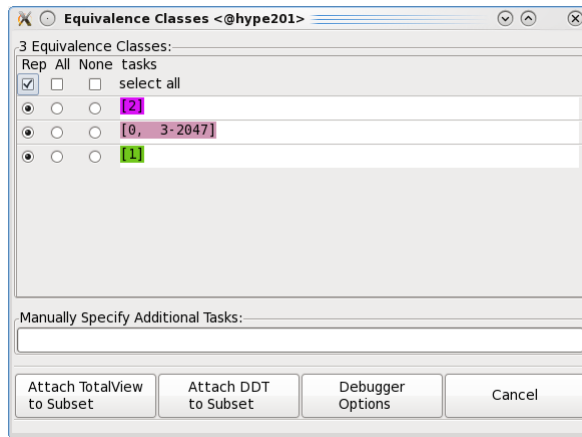 Equivalence Classes <@hype201>
3 Equivalence Classes:
Rep All None tasks
select all
[2]
[0, 3-2047]
[1]
Manually Specify Additional Tasks:
Attach TotalView
to Subset
Attach DDT
to Subset
Debugger
Options
Cancel